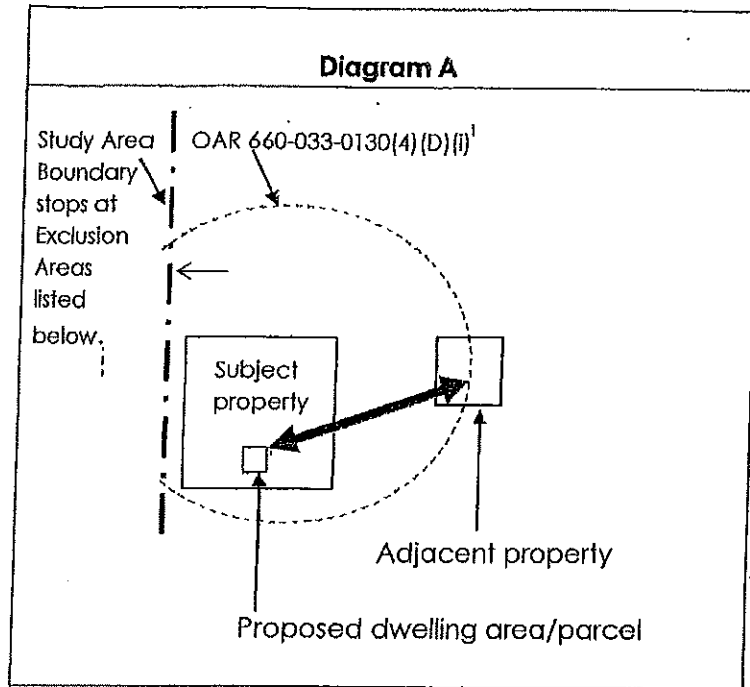 Diagram A
Study Area
Boundary
stops at
Exclusion
Areas
listed
below.
OAR 660-033-0130(4)(D)(i)1
Subject
property
Adjacent property
Proposed dwelling area/parcel